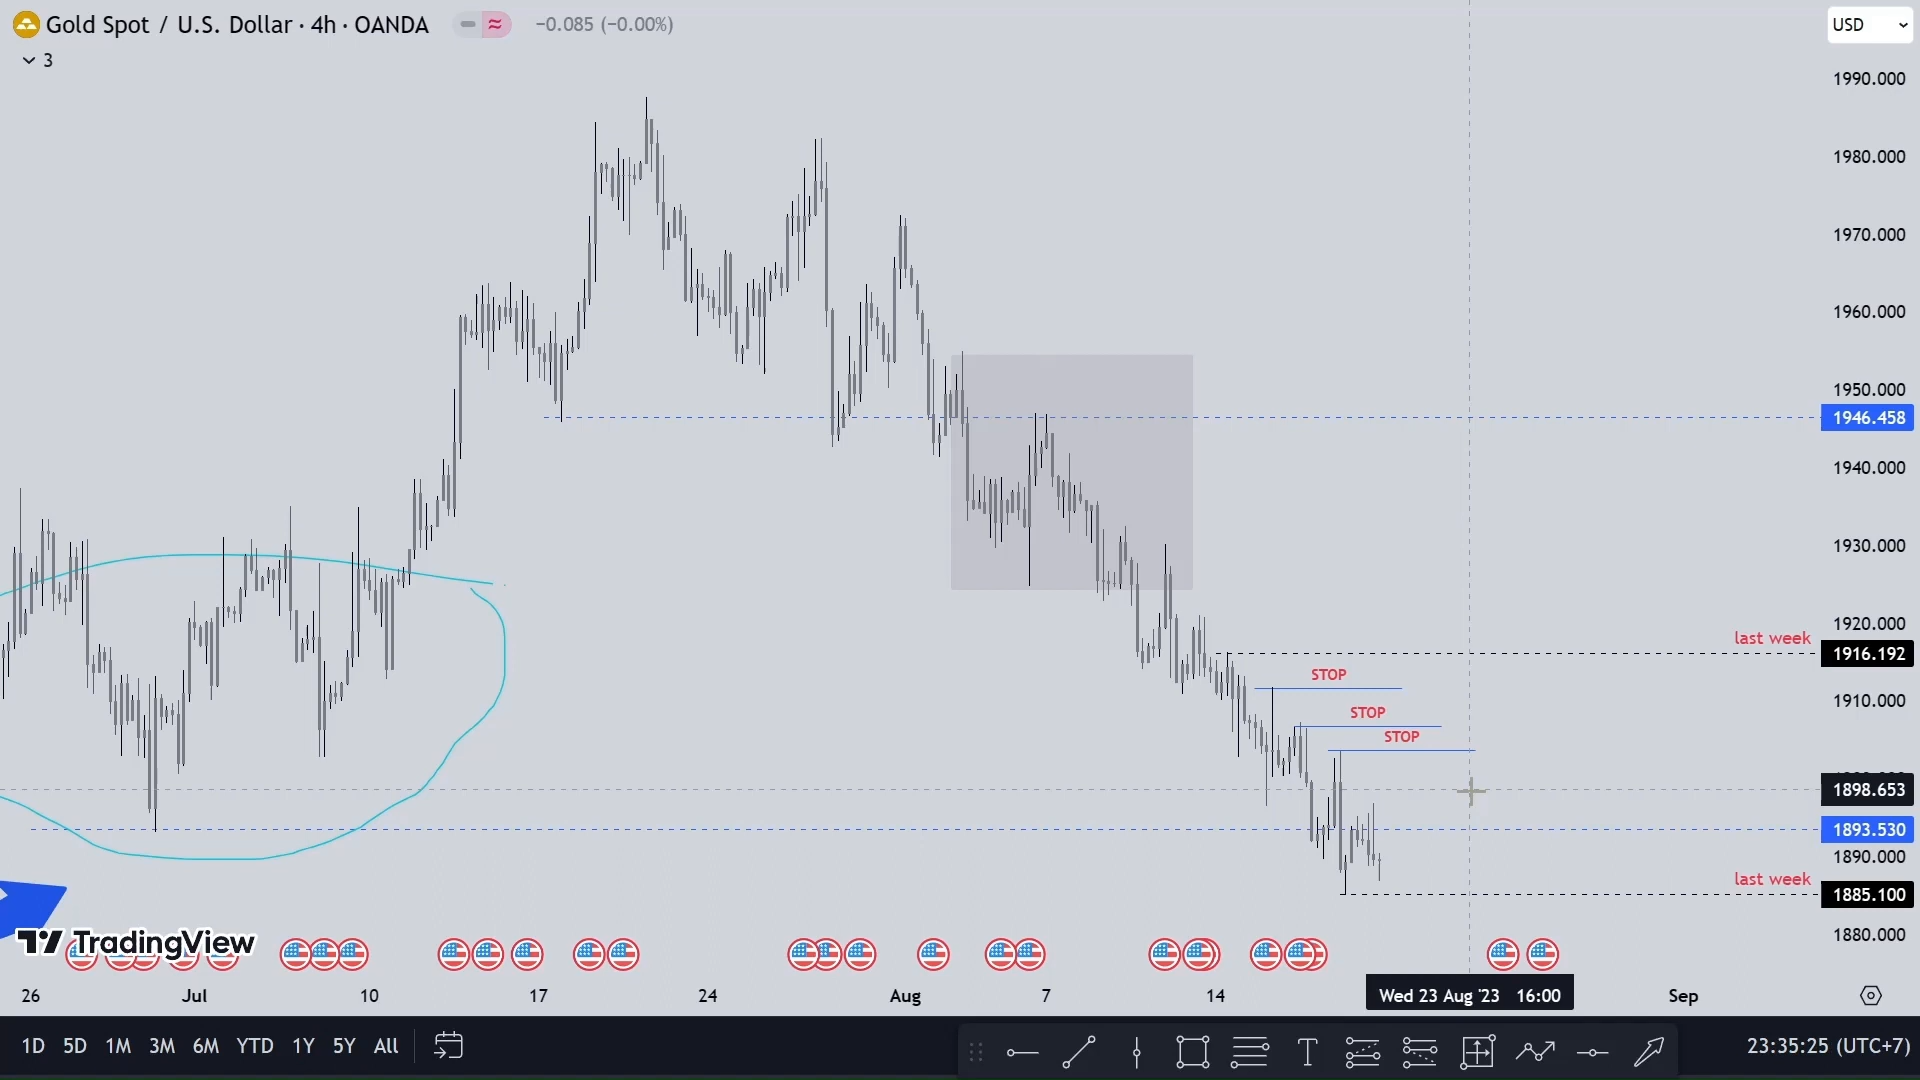 Gold Spot / U.S. Dollar · 4h · OANDA
−0.085 (−0.00%)
USD
3
1990.000
1980.000
1970.000
1960.000
1950.000
1946.458
1940.000
1930.000
1920.000
last week
1916.192
STOP
1910.000
STOP
STOP
1898.653
1893.530
1890.000
last week
1885.100
1880.000
TradingView
26 Jul 10 17 24 Aug 7 14 Wed 23 Aug '23 16:00 Sep
1D 5D 1M 3M 6M YTD 1Y 5Y All
T
23:35:25 (UTC+7)